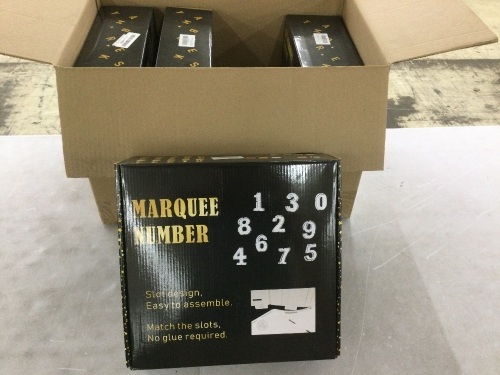 MARQUEE
NUMBER
1 3 0
8 2 9
6
4 7 5
Slot design,
Easy to assemble.
Match the slots,
No glue required.